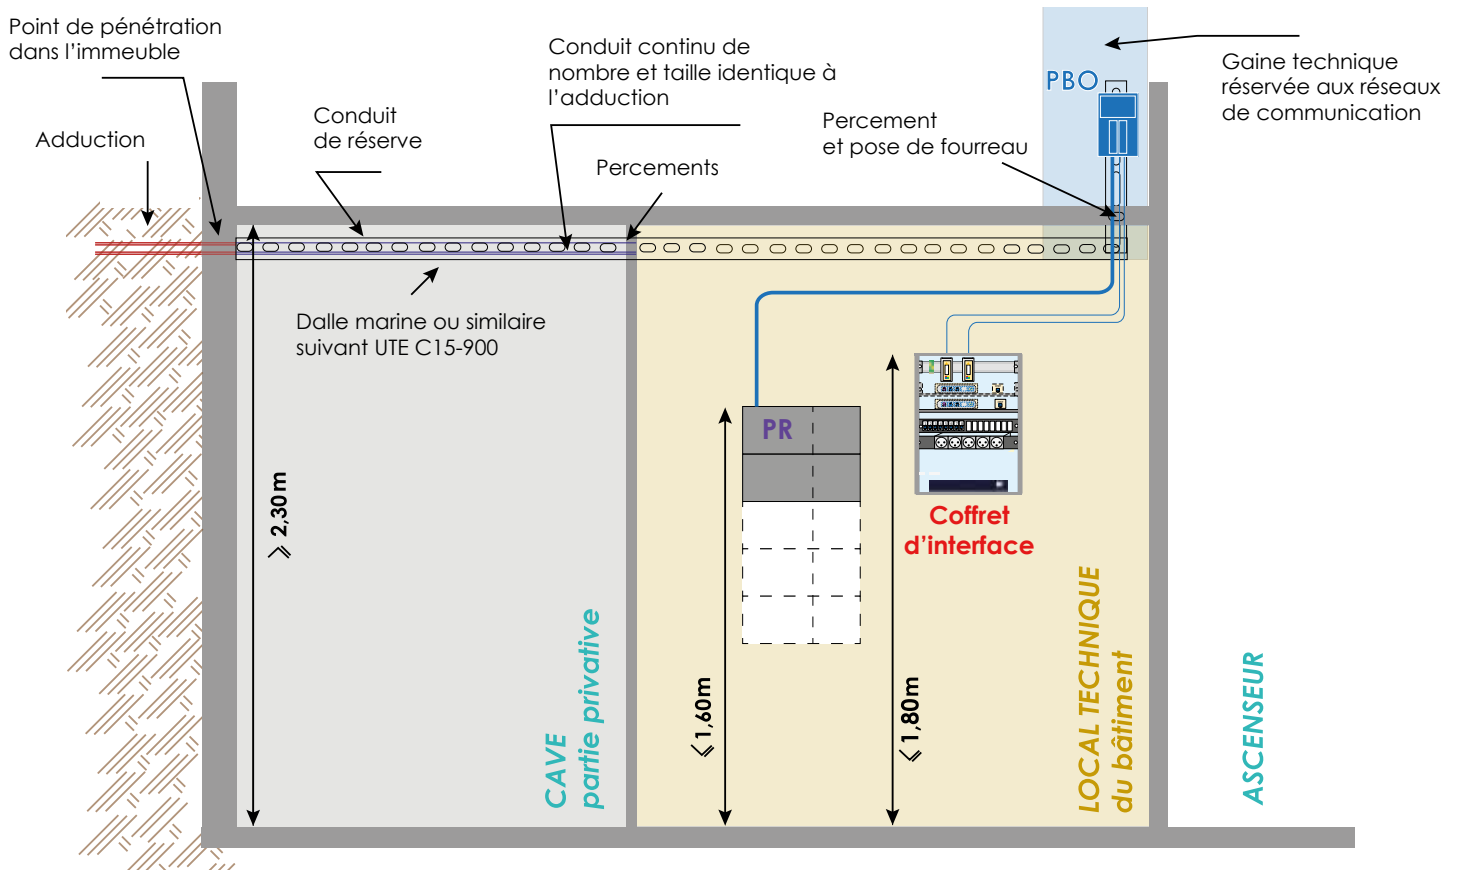 Point de pénétration
dans l’immeuble
Adduction
Conduit
de réserve
Conduit continu de
nombre et taille identique à
l’adduction
Percements
Percement
et pose de fourreau
PBO
Gaine technique
réservée aux réseaux
de communication
Dalle marine ou similaire
suivant UTE C15-900
⩾ 2,30m
PR
⩽ 1,60m
⩽ 1,80m
Coffret
d’interface
CAVE
partie privative
LOCAL TECHNIQUE
du bâtiment
ASCENSEUR